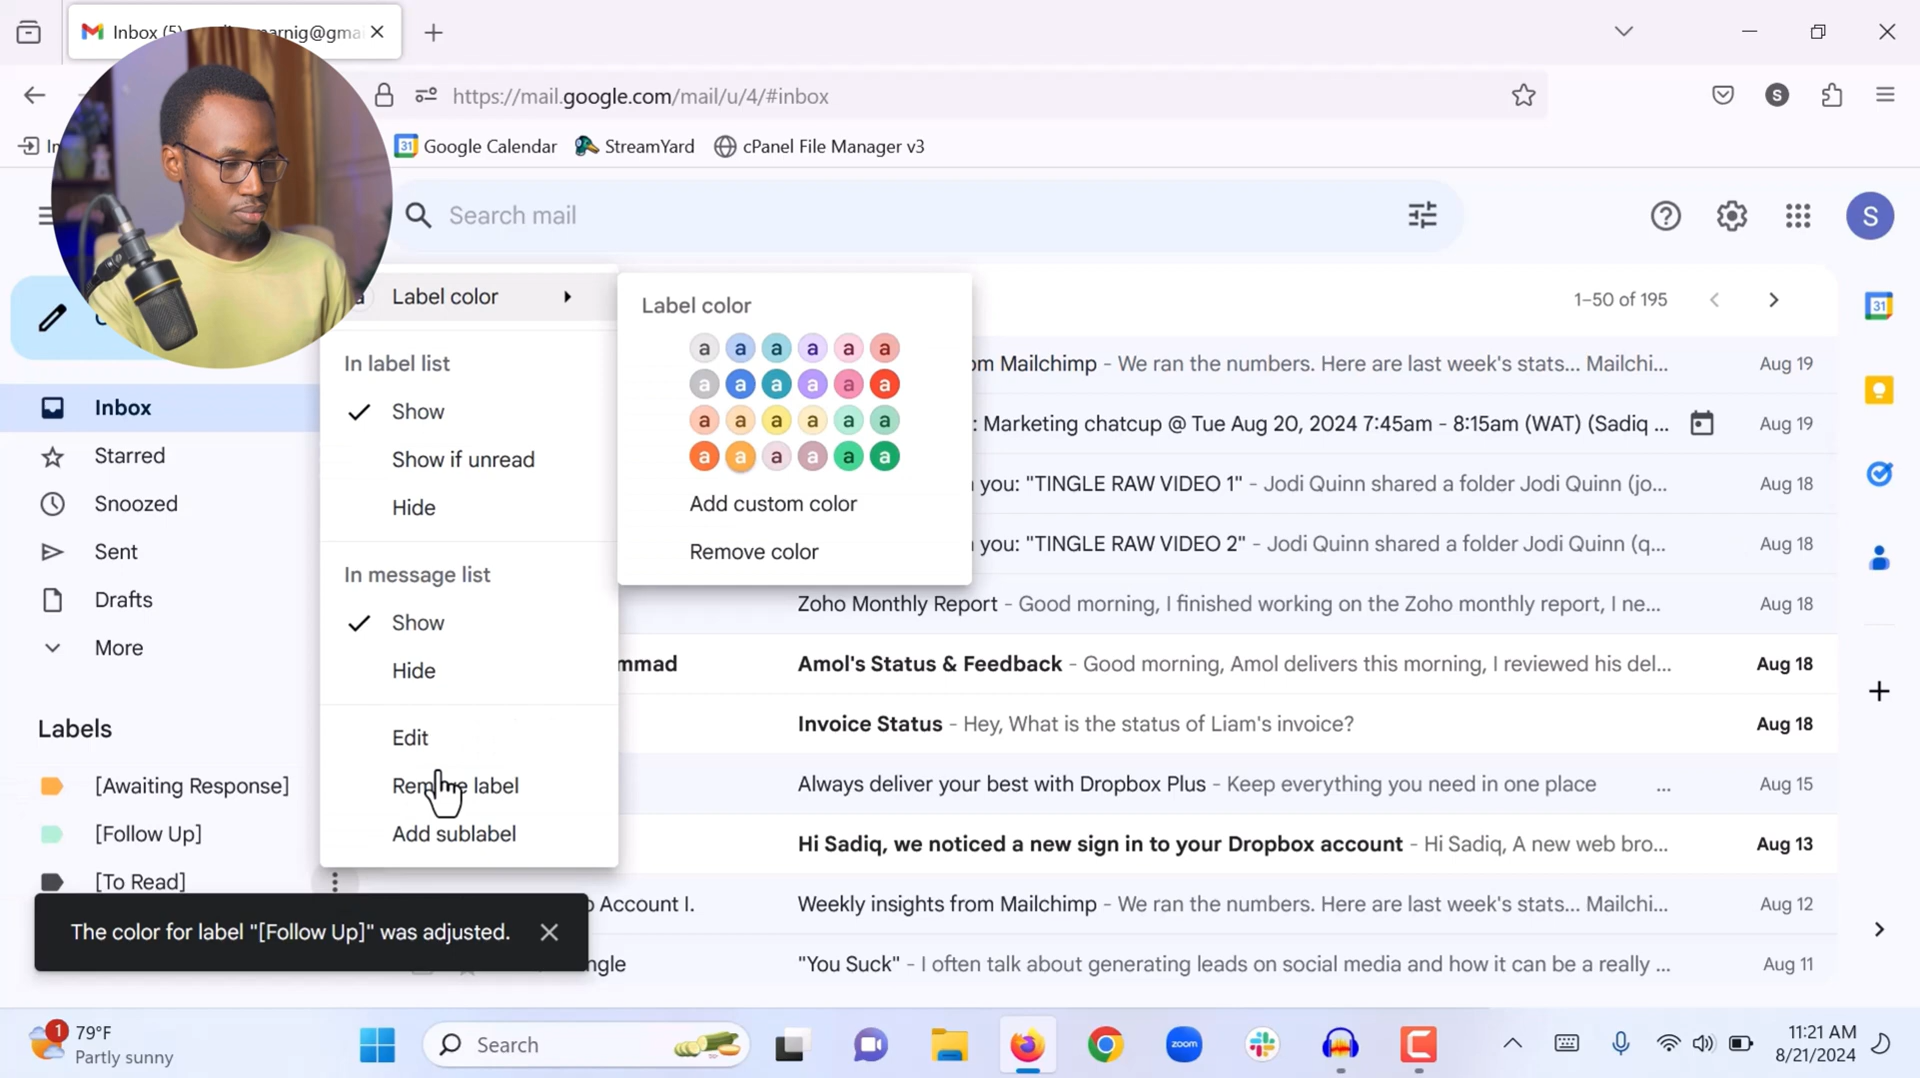 Inbox (5)
arnig@gma
https://mail.google.com/mail/u/4/#inbox
S
31 Google Calendar
StreamYard
cPanel File Manager v3
Search mail
S
Label color
Label color
1–50 of 195
31
a a a a a a
a a a a a a
a a a a a a
a a a a a a
Add custom color
Remove color
In label list
Show
Show if unread
Hide
In message list
Show
Hide
Edit
label
Add sublabel
Inbox
Starred
Snoozed
Sent
Drafts
More
Labels
[Awaiting Response]
[Follow Up]
[To Read]
om Mailchimp - We ran the numbers. Here are last week's stats... Mailchi... Aug 19
: Marketing chatcup @ Tue Aug 20, 2024 7:45am - 8:15am (WAT) (Sadiq ... Aug 19
you: "TINGLE RAW VIDEO 1" - Jodi Quinn shared a folder Jodi Quinn (jo... Aug 18
you: "TINGLE RAW VIDEO 2" - Jodi Quinn shared a folder Jodi Quinn (q... Aug 18
Zoho Monthly Report - Good morning, I finished working on the Zoho monthly report, I ne... Aug 18
mmad Amol's Status & Feedback - Good morning, Amol delivers this morning, I reviewed his del... Aug 18
Invoice Status - Hey, What is the status of Liam's invoice? Aug 18
Always deliver your best with Dropbox Plus - Keep everything you need in one place ... Aug 15
Hi Sadiq, we noticed a new sign in to your Dropbox account - Hi Sadiq, A new web bro... Aug 13
o Account I. Weekly insights from Mailchimp - We ran the numbers. Here are last week's stats... Mailchi... Aug 12
ngle "You Suck" - I often talk about generating leads on social media and how it can be a really ... Aug 11
The color for label "[Follow Up]" was adjusted.
1
79°F
Partly sunny
Search
zoom
11:21 AM
8/21/2024